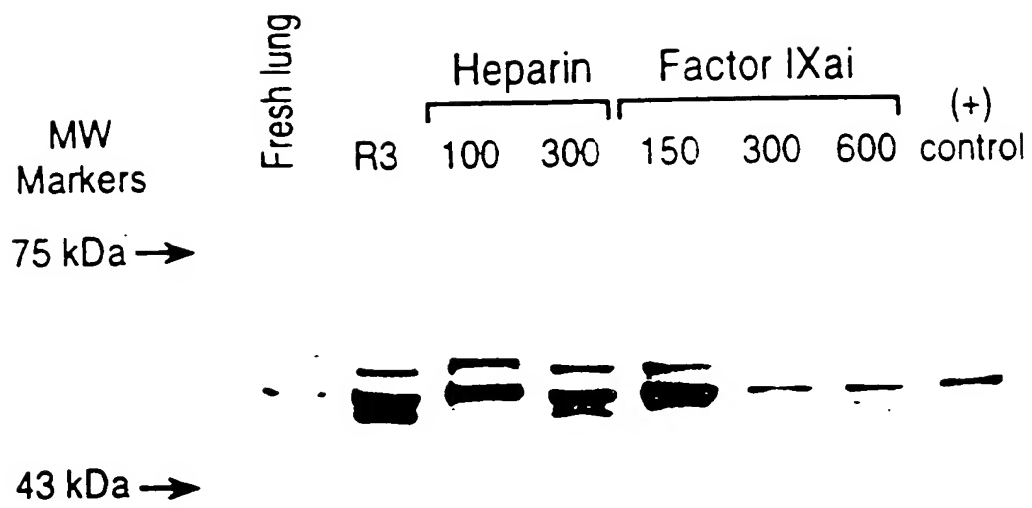 Fresh lung
Heparin
Factor IXai
(+)
control
MW
Markers
R3 100 300 150 300 600
75 kDa
43 kDa